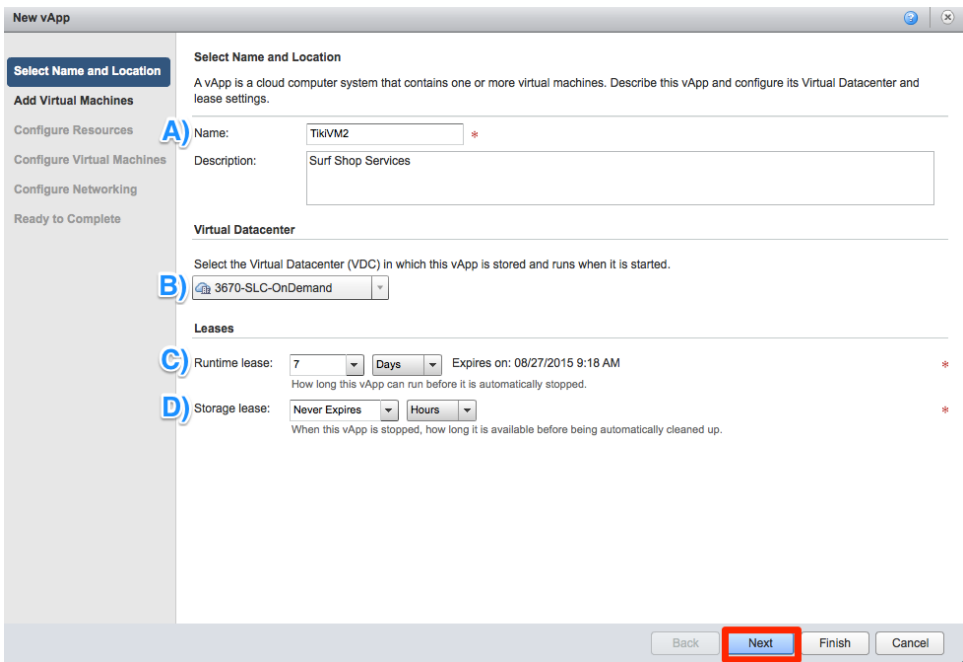 New vApp
Select Name and Location
Add Virtual Machines
Configure Resources
Configure Virtual Machines
Configure Networking
Ready to Complete
Select Name and Location
A vApp is a cloud computer system that contains one or more virtual machines. Describe this vApp and configure its Virtual Datacenter and
lease settings.
A) Name: TikiVM2 *
Description: Surf Shop Services
Virtual Datacenter
Select the Virtual Datacenter (VDC) in which this vApp is stored and runs when it is started.
B) 3670-SLC-OnDemand
Leases
C) Runtime lease: 7 Days Expires on: 08/27/2015 9:18 AM *
How long this vApp can run before it is automatically stopped.
D) Storage lease: Never Expires Hours *
When this vApp is stopped, how long it is available before being automatically cleaned up.
Back Next Finish Cancel